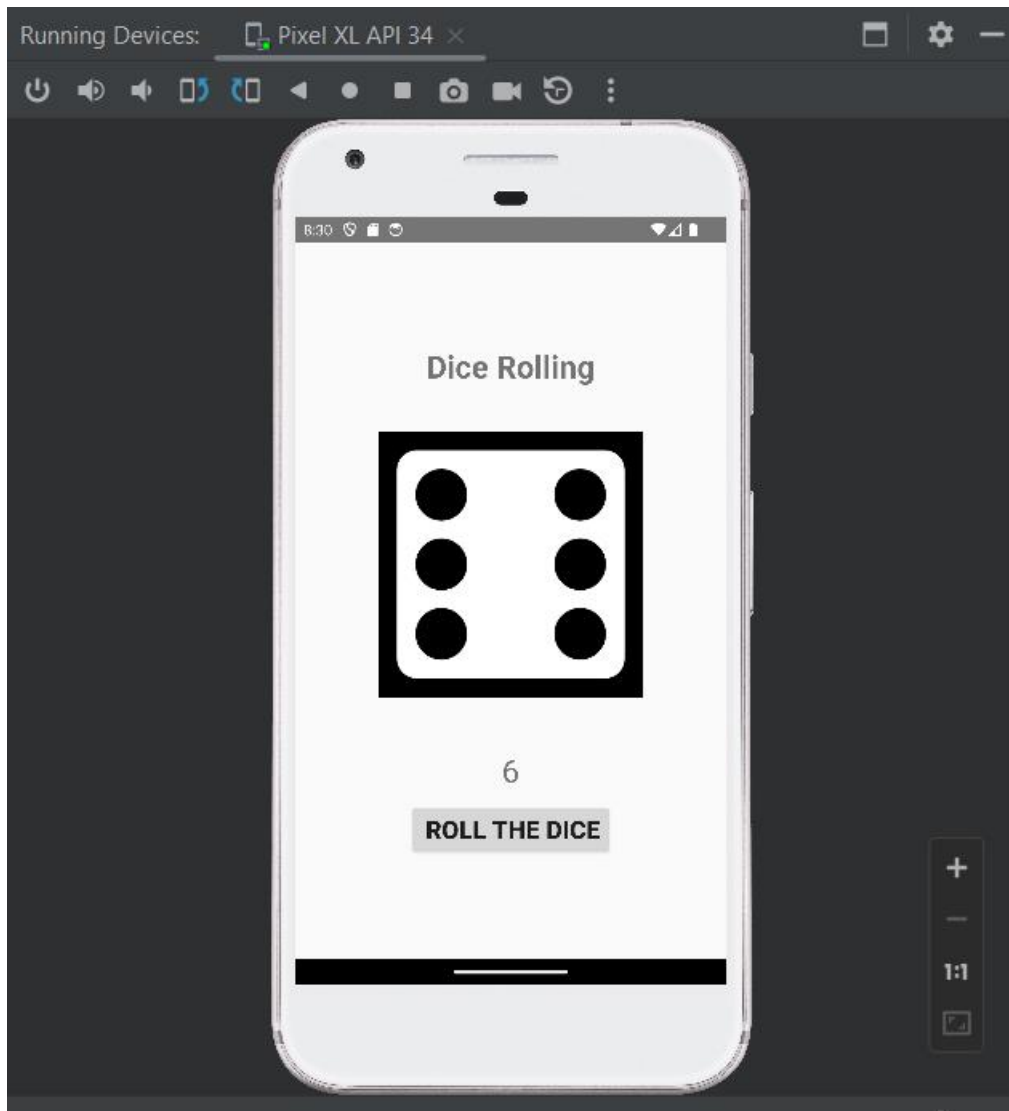 Running Devices: Pixel XL API 34
8:30
Dice Rolling
6
ROLL THE DICE
1:1